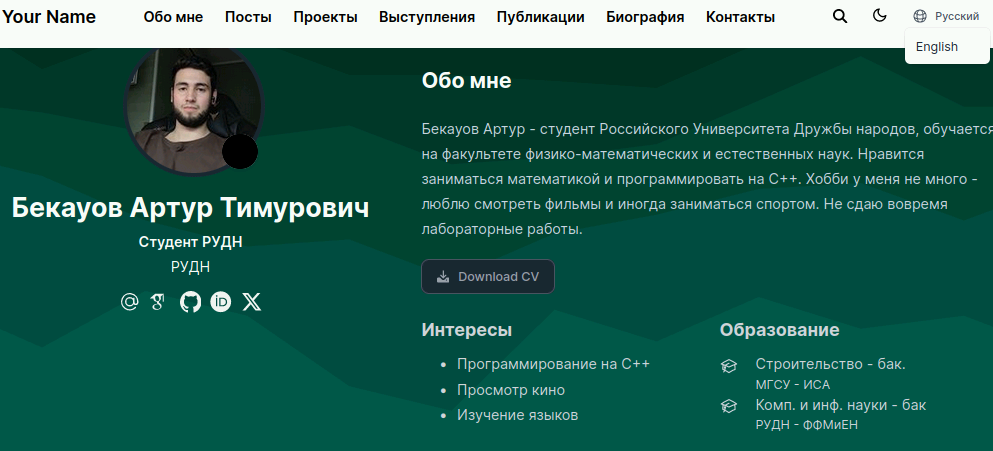 Your Name
Обо мне
Посты
Проекты
Выступления
Публикации
Биография
Контакты
Русский
English
Бекауов Артур Тимурович
Студент РУДН
РУДН
Обо мне
Бекауов Артур - студент Российского Университета Дружбы народов, обучается
на факультете физико-математических и естественных наук. Нравится
заниматься математикой и программировать на C++. Хобби у меня не много -
люблю смотреть фильмы и иногда заниматься спортом. Не сдаю вовремя
лабораторные работы.
Download CV
Интересы
Программирование на C++
Просмотр кино
Изучение языков
Образование
Строительство - бак.
МГСУ - ИСА
Комп. и инф. науки - бак
РУДН - ФФМиЕН